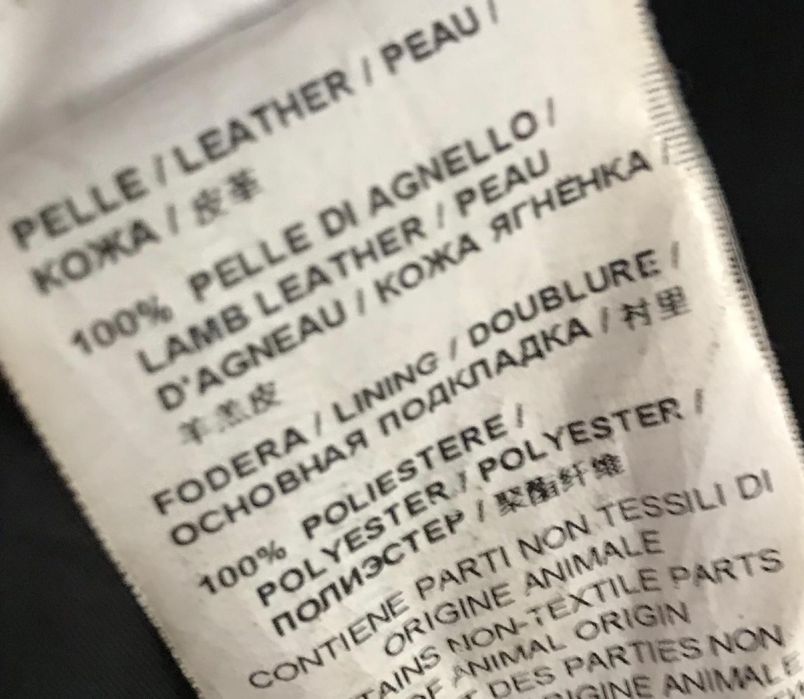 PELLE / LEATHER / PEAU /
КОЖА / 皮革
100% PELLE DI AGNELLO /
LAMB LEATHER / PEAU
D'AGNEAU / КОЖА ЯГНЁНКА /
羊羔皮
FODERA / LINING / DOUBLURE /
ОСНОВНАЯ ПОДКЛАДКА / 衬里
100% POLIESTERE /
POLYESTER / POLYESTER /
ПОЛИЭСТЕР / 聚酯纤维
CONTIENE PARTI NON TESSILI DI
ORIGINE ANIMALE
TAINS NON-TEXTILE PARTS
OF ANIMAL ORIGIN
T DES PARTIES NON
IGINE ANIMALE